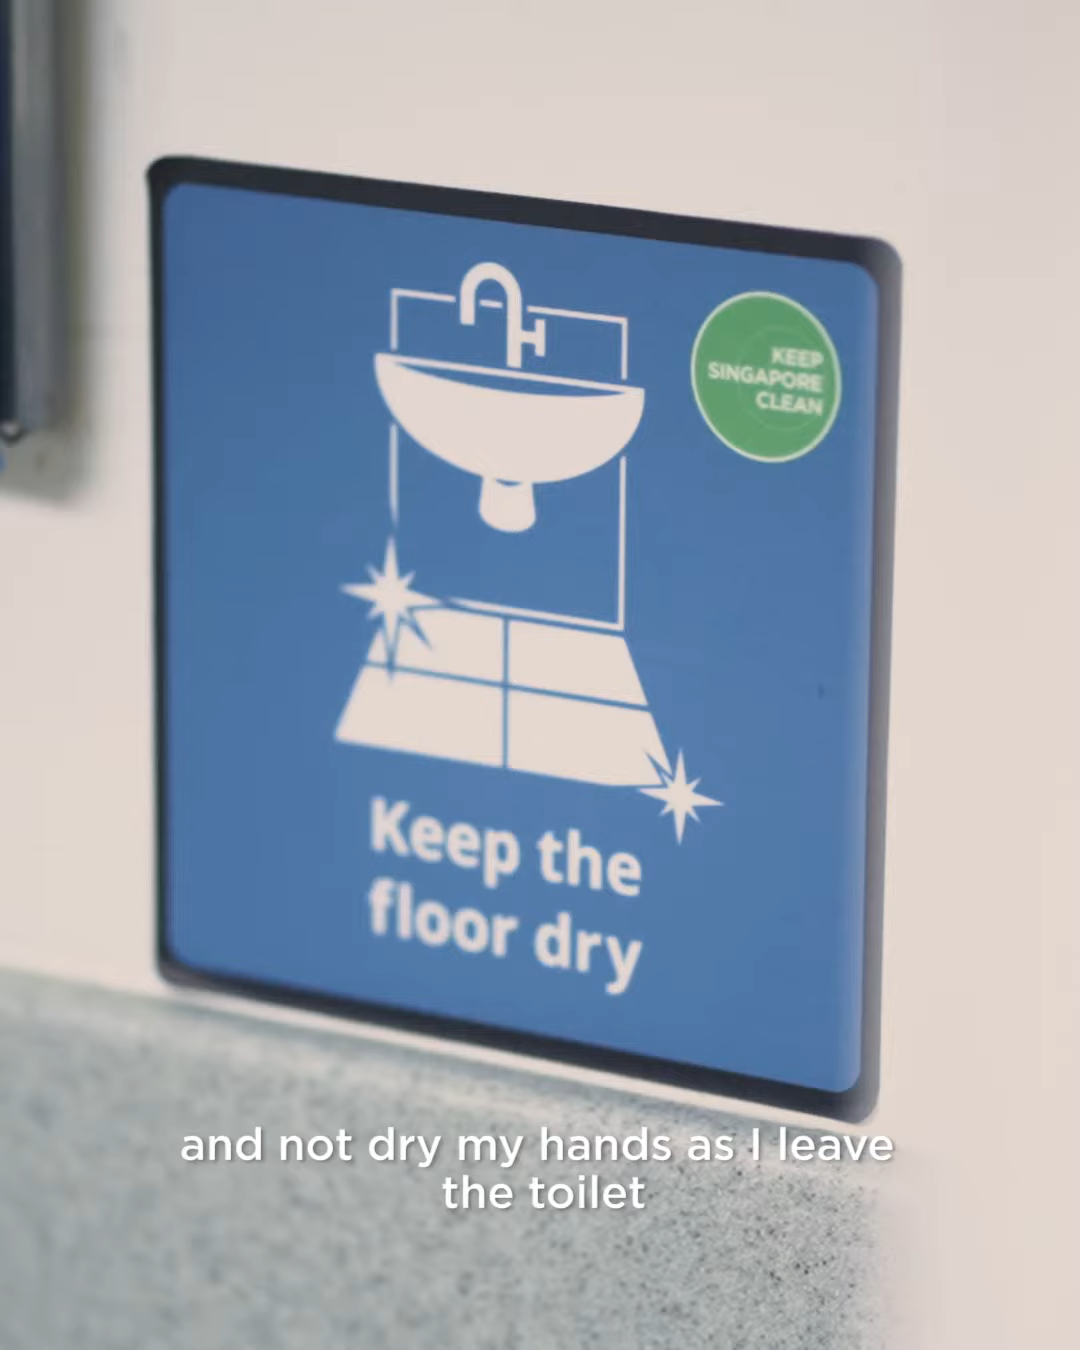 KEEP
SINGAPORE
CLEAN
Keep the
floor dry
and not dry my hands as I leave
the toilet